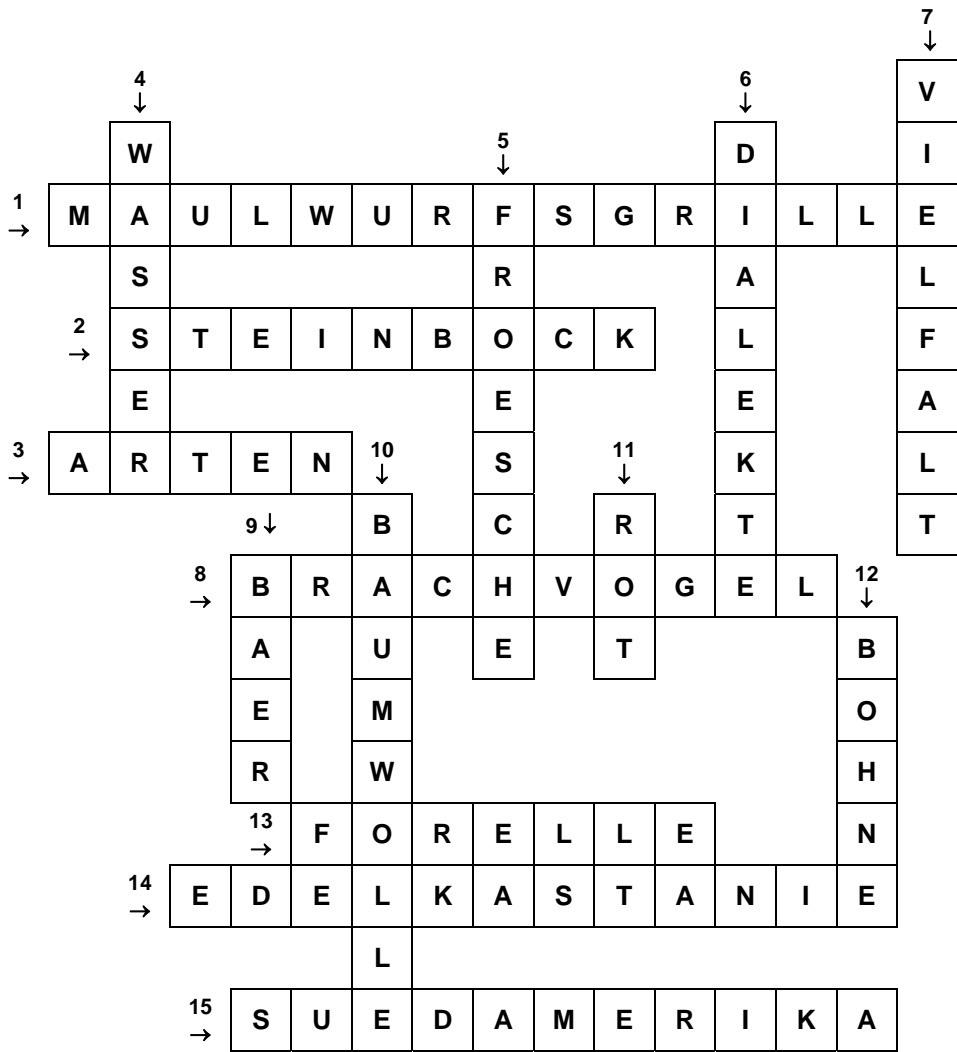 7
↓
4 6 V
↓ ↓
W 5 D I
↓
1 → M A U L W U R F S G R I L L E
S R A L
2 → S T E I N B O C K L F
E E E A
3 → A R T E N 10 ↓ S 11 ↓ K L
9 ↓ B C R T T
8 → B R A C H V O G E L 12 ↓
A U E T B
E M O
R W H
13 → F O R E L L E N
14 → E D E L K A S T A N I E
L
15 → S U E D A M E R I K A